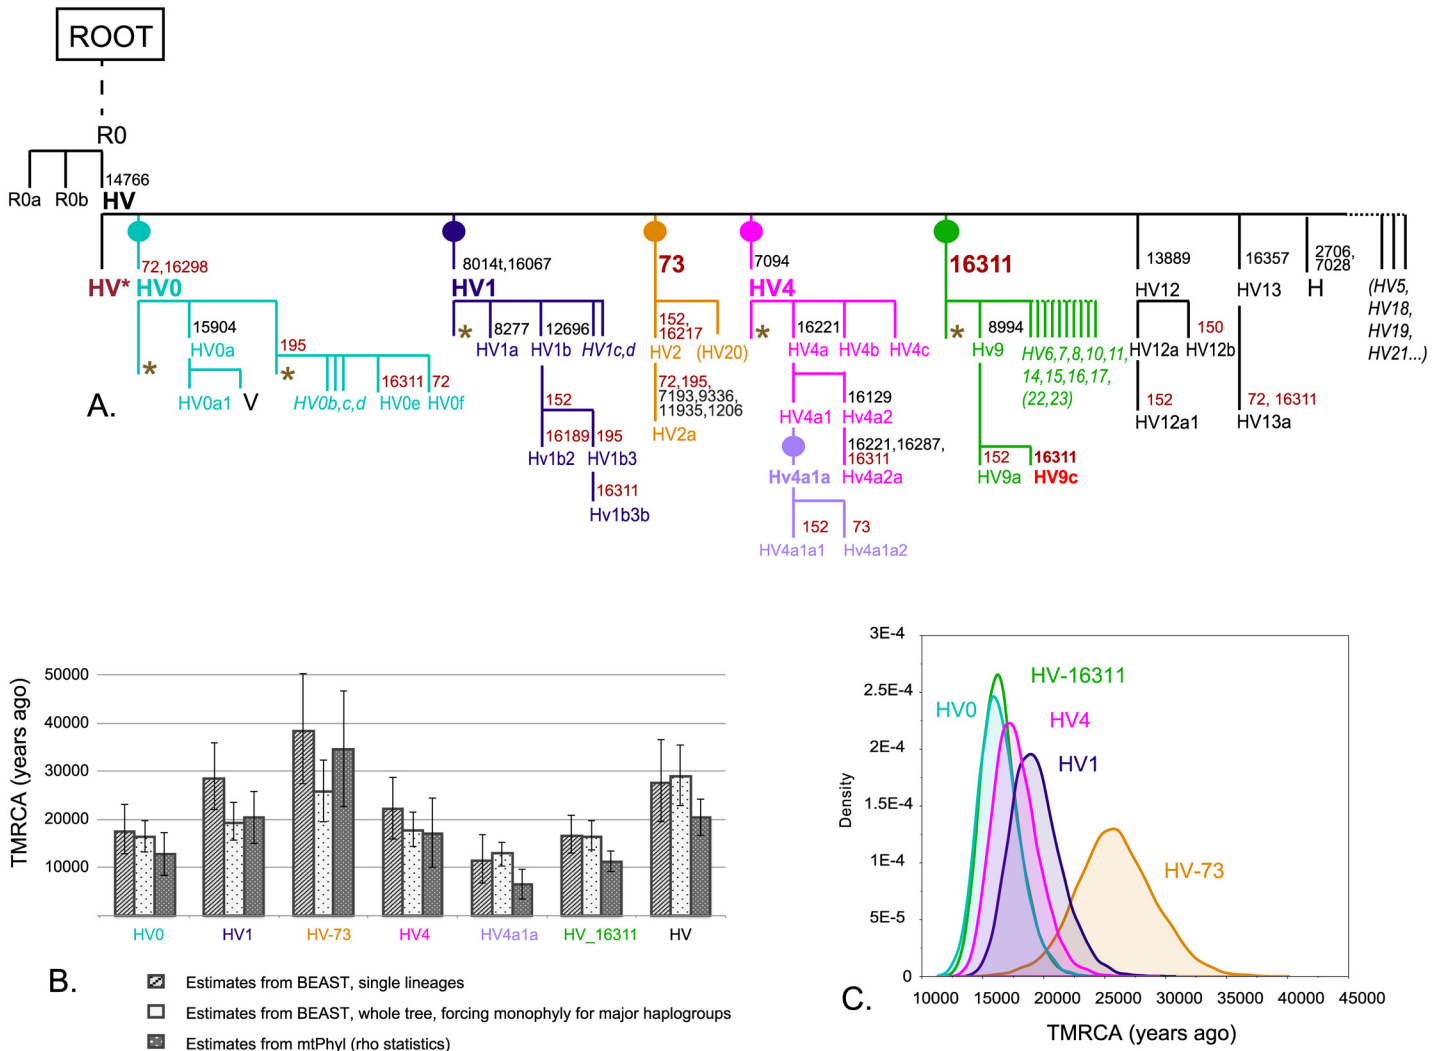 ROOT
R0
14766
R0a R0b HV
72,16298
HV* HV0
8014t,16067
HV1
73
7094
HV4
16311
13889
HV12
16357
HV13
2706,
7028
H
(HV5,
HV18,
HV19,
HV21...)
15904
HV0a
*
HV0a1 V
195
*
HV0b,c,d
16311
HV0e
72
HV0f
*
8277
HV1a
12696
HV1b
HV1c,d
152
16189
Hv1b2
195
HV1b3
16311
Hv1b3b
152,
16217
HV2 (HV20)
72,195,
7193,9336,
11935,1206
HV2a
*
16221
HV4a HV4b HV4c
HV4a1
16129
Hv4a2
16221,16287,
16311
Hv4a2a
Hv4a1a
152
HV4a1a1
73
Hv4a1a2
*
8994
Hv9
HV6,7,8,10,11,
14,15,16,17,
(22,23)
152
HV9a
16311
HV9c
HV12a
150
HV12b
152
HV12a1
72, 16311
HV13a
A.
TMRCA (years ago)
50000
40000
30000
20000
10000
HV0 HV1 HV-73 HV4 HV4a1a HV_16311 HV
B.
Estimates from BEAST, single lineages
Estimates from BEAST, whole tree, forcing monophyly for major haplogroups
Estimates from mtPhyl (rho statistics)
Density
3E-4
2.5E-4
2E-4
1.5E-4
1E-4
5E-5
0
HV-16311
HV0
HV4
HV1
HV-73
10000 15000 20000 25000 30000 35000 40000 45000
C.
TMRCA (years ago)